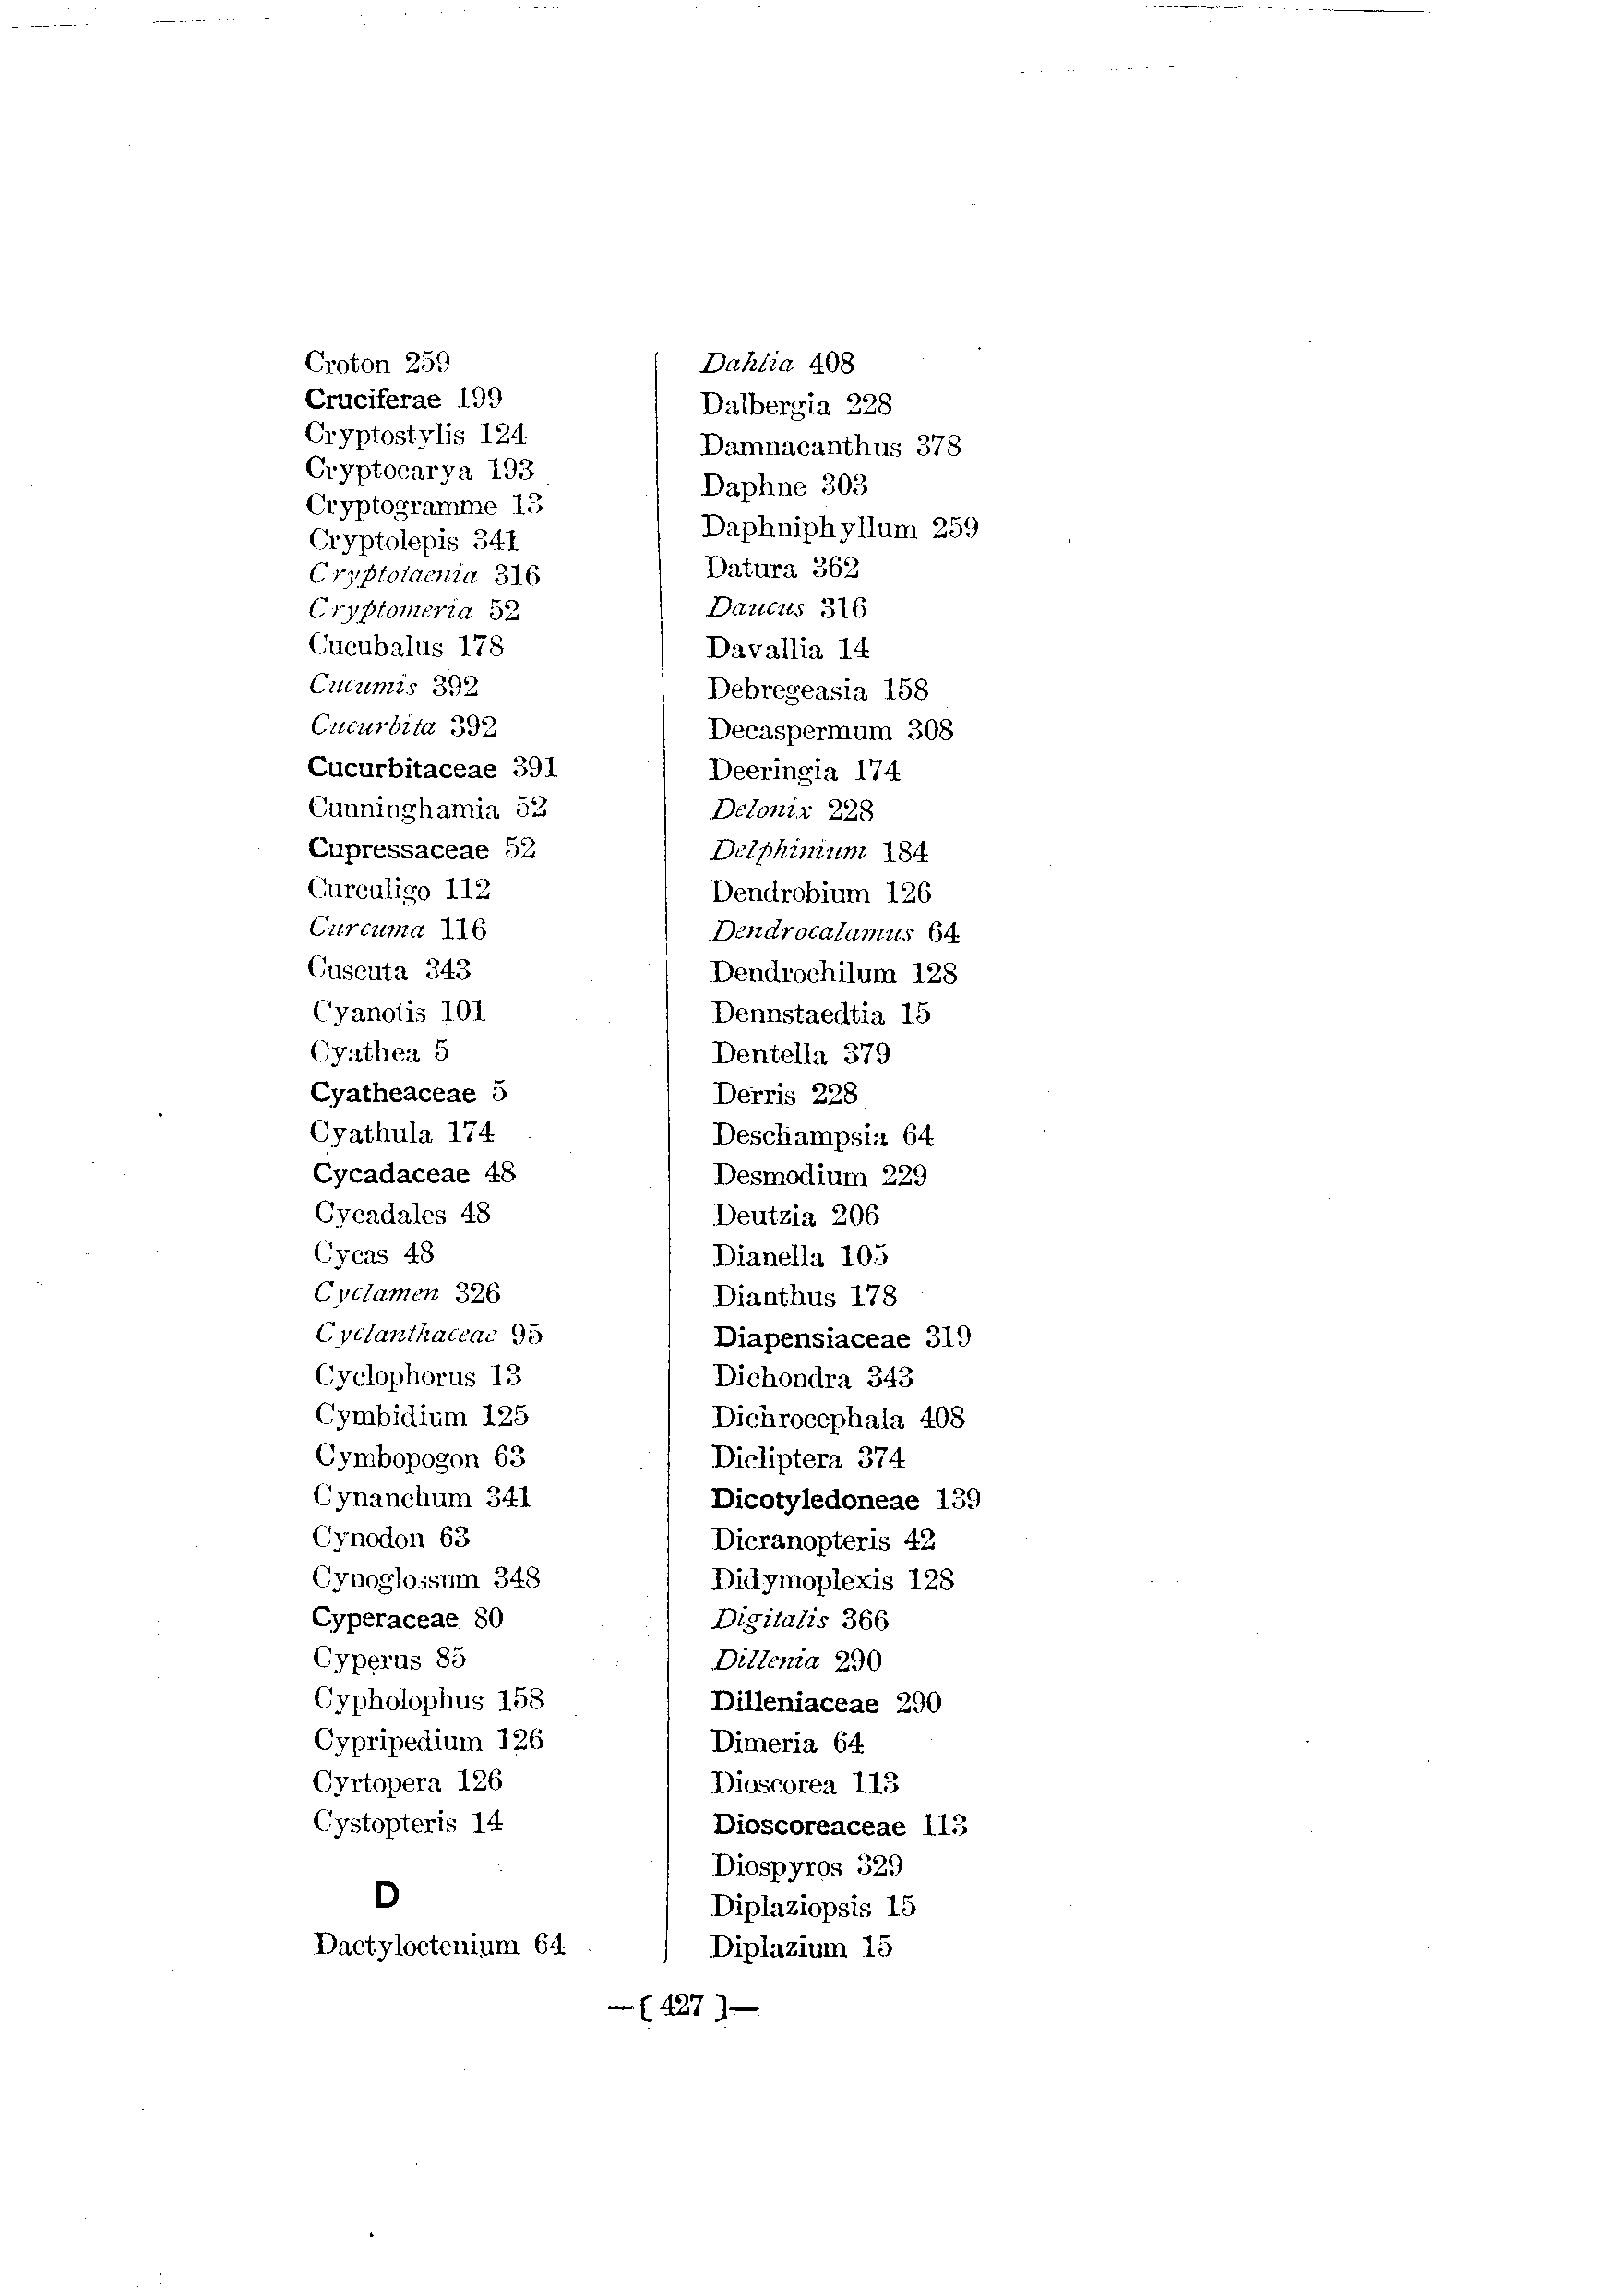 Croton 259
Cruciferae 199
Cryptostylis 124
Cryptocarya 193
Cryptogramme 13
Cryptolepis 341
Cryptotaenia 316
Cryptomeria 52
Cucubalus 178
Cucumis 392
Cucurbita 392
Cucurbitaceae 391
Cunninghamia 52
Cupressaceae 52
Curculigo 112
Curcuma 116
Cuscuta 343
Cyanotis 101
Cyathea 5
Cyatheaceae 5
Cyathula 174
Cycadaceae 48
Cycadales 48
Cycas 48
Cyclamen 326
Cyclanthaceae 95
Cyclophorus 13
Cymbidium 125
Cymbopogon 63
Cynanchum 341
Cynodon 63
Cynoglossum 348
Cyperaceae 80
Cyperus 85
Cypholophus 158
Cypripedium 126
Cyrtopera 126
Cystopteris 14
D
Dactyloctenium 64
Dahlia 408
Dalbergia 228
Damnacanthus 378
Daphne 303
Daphniphyllum 259
Datura 362
Daucus 316
Davallia 14
Debregeasia 158
Decaspermum 308
Deeringia 174
Delonix 228
Delphinium 184
Dendrobium 126
Dendrocalamus 64
Dendrochilum 128
Dennstaedtia 15
Dentella 379
Derris 228
Deschampsia 64
Desmodium 229
Deutzia 206
Dianella 105
Dianthus 178
Diapensiaceae 319
Dichondra 343
Dichrocephala 408
Dicliptera 374
Dicotyledoneae 139
Dicranopteris 42
Didymoplexis 128
Digitalis 366
Dillenia 290
Dilleniaceae 290
Dimeria 64
Dioscorea 113
Dioscoreaceae 113
Diospyros 329
Diplaziopsis 15
Diplazium 15
—[ 427 ]—